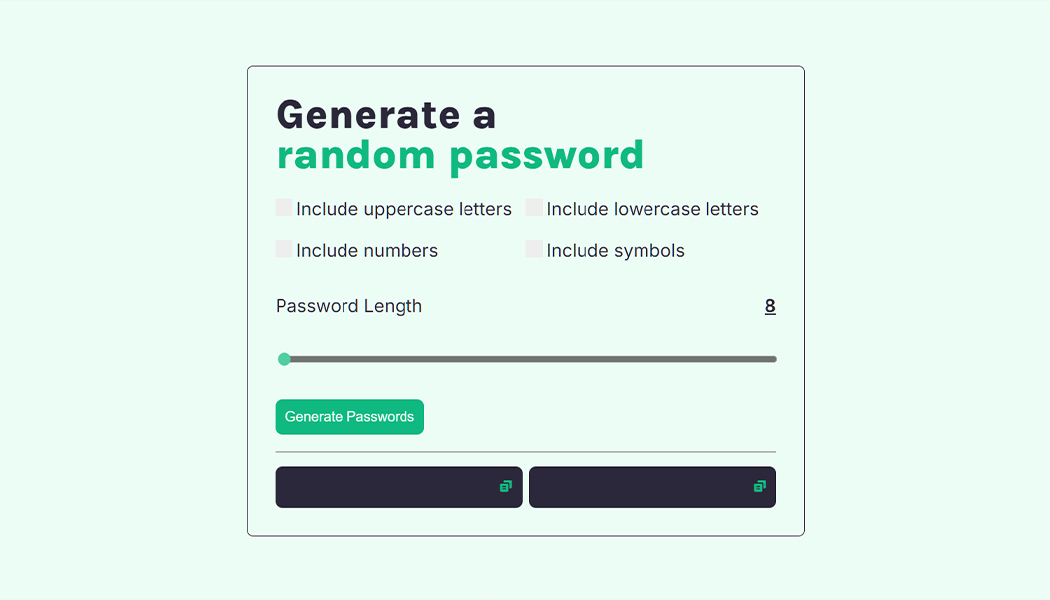 Generate a
random password
Include uppercase letters Include lowercase letters
Include numbers Include symbols
Password Length 8
Generate Passwords